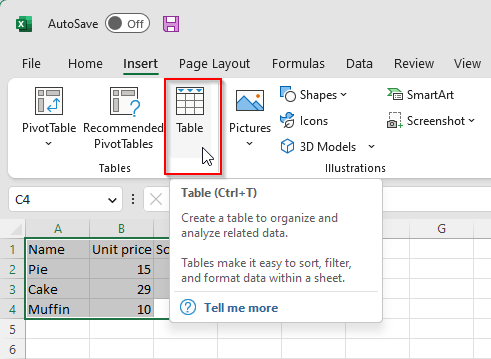 AutoSave Off
File Home Insert Page Layout Formulas Data Review View
PivotTable
Recommended
PivotTables
Table
Pictures
Shapes
Icons
3D Models
SmartArt
Screenshot
Tables
Illustrations
C4
Table (Ctrl+T)
Create a table to organize and
analyze related data.
Tables make it easy to sort, filter,
and format data within a sheet.
Tell me more
A B G
1 Name Unit price So
2 Pie 15
3 Cake 29
4 Muffin 10
5
6